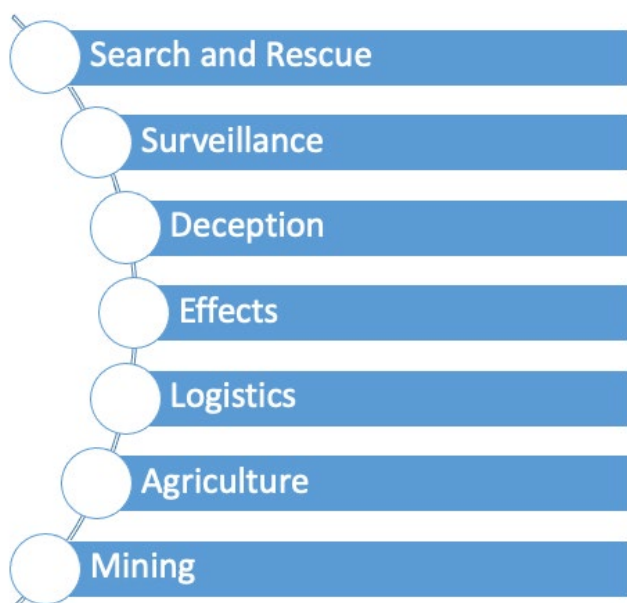 Search and Rescue
Surveillance
Deception
Effects
Logistics
Agriculture
Mining